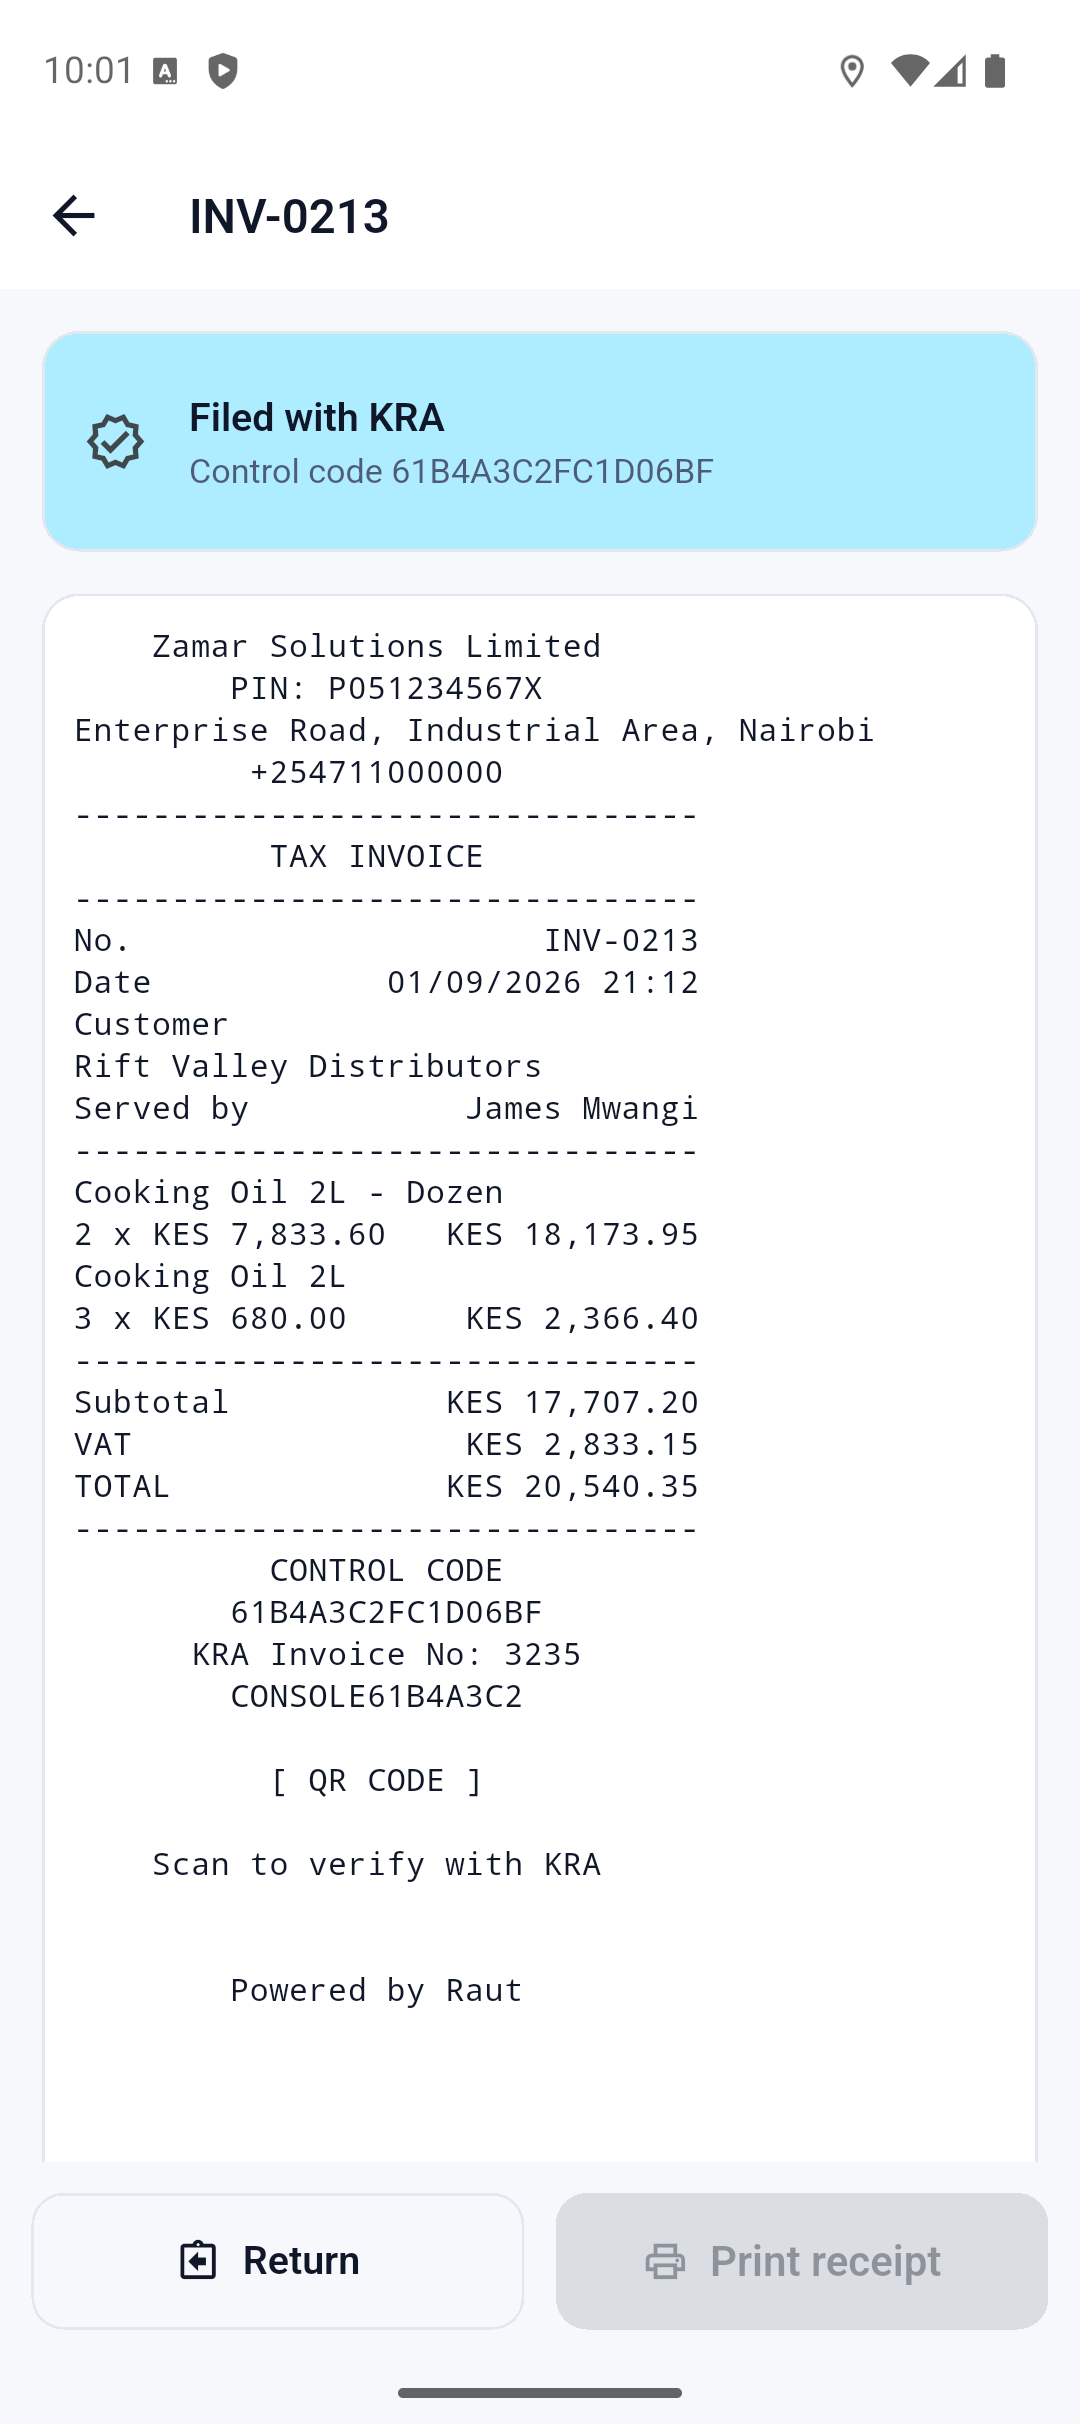 10:01
INV-0213
Filed with KRA
Control code 61B4A3C2FC1D06BF
Zamar Solutions Limited
PIN: P051234567X
Enterprise Road, Industrial Area, Nairobi
+254711000000
--------------------------------
TAX INVOICE
--------------------------------
No. INV-0213
Date 01/09/2026 21:12
Customer
Rift Valley Distributors
Served by James Mwangi
--------------------------------
Cooking Oil 2L - Dozen
2 x KES 7,833.60 KES 18,173.95
Cooking Oil 2L
3 x KES 680.00 KES 2,366.40
--------------------------------
Subtotal KES 17,707.20
VAT KES 2,833.15
TOTAL KES 20,540.35
--------------------------------
CONTROL CODE
61B4A3C2FC1D06BF
KRA Invoice No: 3235
CONSOLE61B4A3C2
[ QR CODE ]
Scan to verify with KRA
Powered by Raut
Return
Print receipt